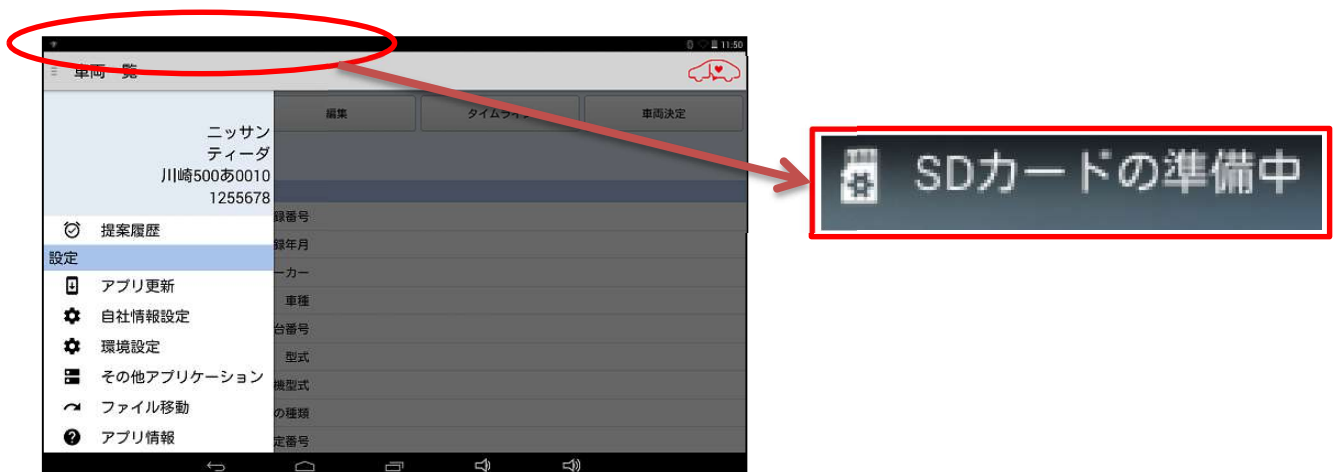 11:50
車両一覧
編集
タイムライン
車両決定
ニッサン
ティーダ
川崎500あ0010
1255678
提案履歴
設定
アプリ更新
自社情報設定
環境設定
その他アプリケーション
ファイル移動
アプリ情報
録番号
録年月
ーカー
車種
台番号
型式
機型式
の種類
定番号
SDカードの準備中